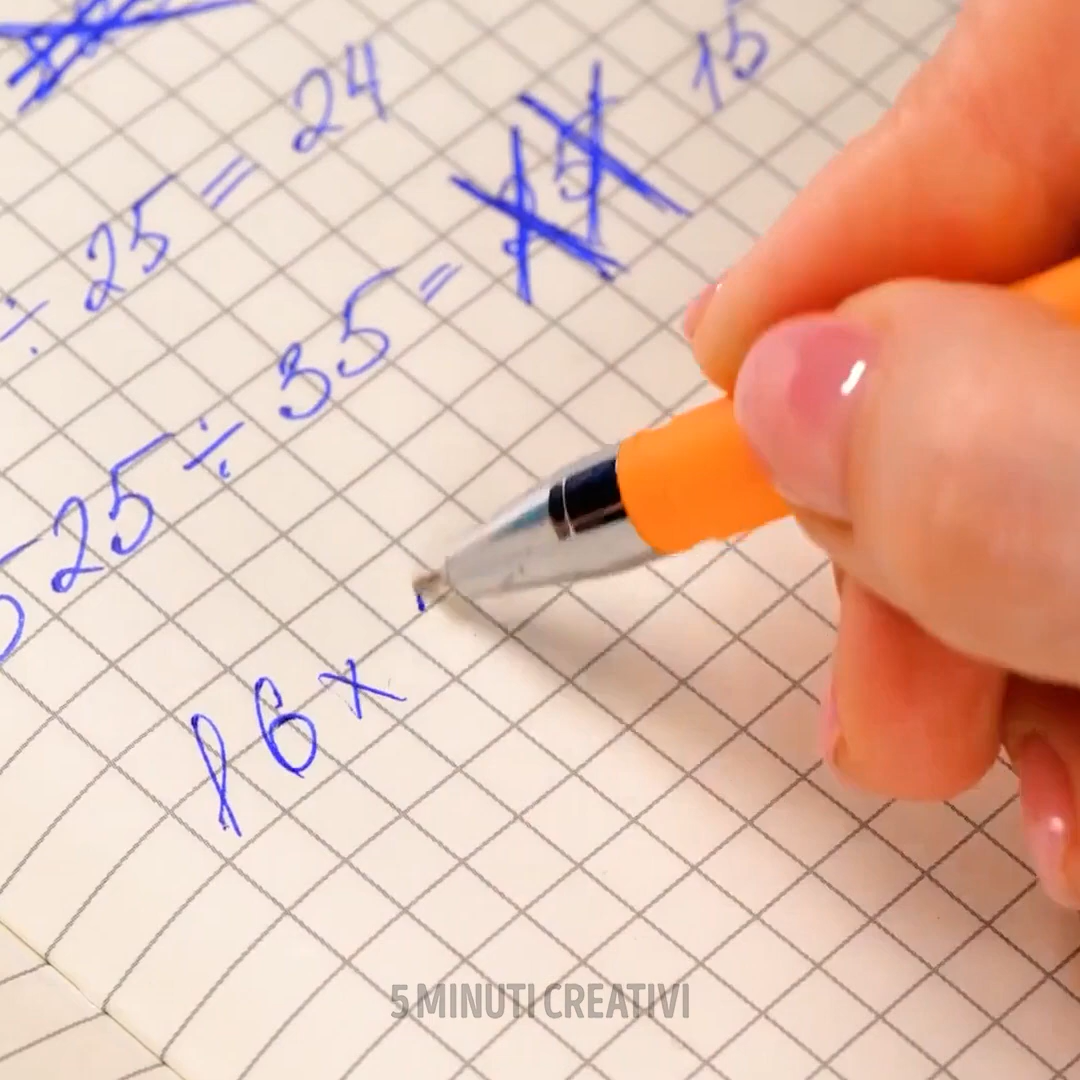 ÷ 25 = 24
525 ÷ 35 = 15
16 x
5 MINUTI CREATIVI